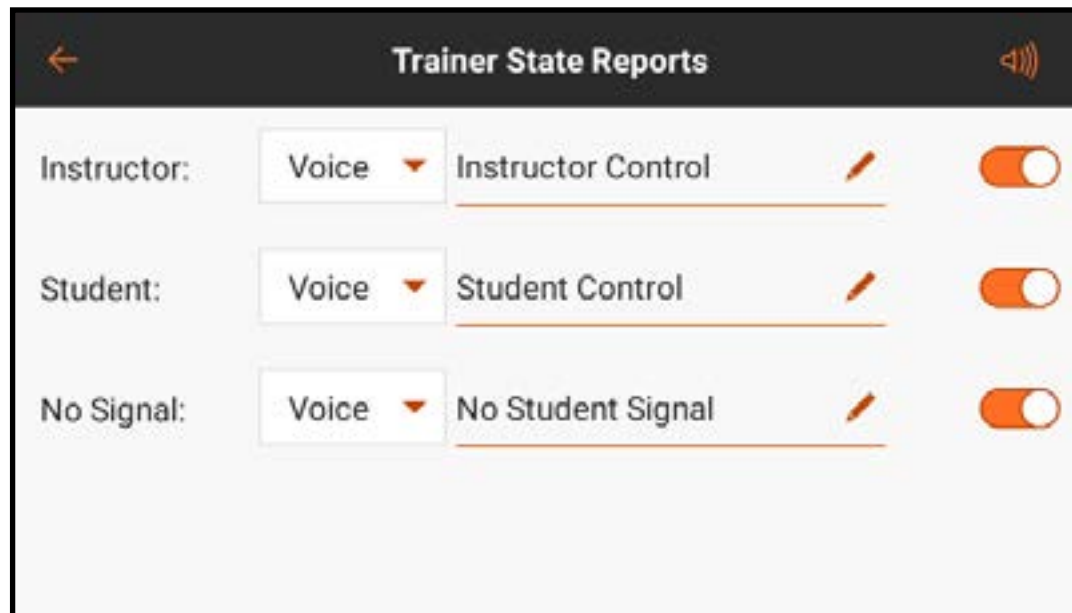 Trainer State Reports
Instructor: Voice Instructor Control
Student: Voice Student Control
No Signal: Voice No Student Signal